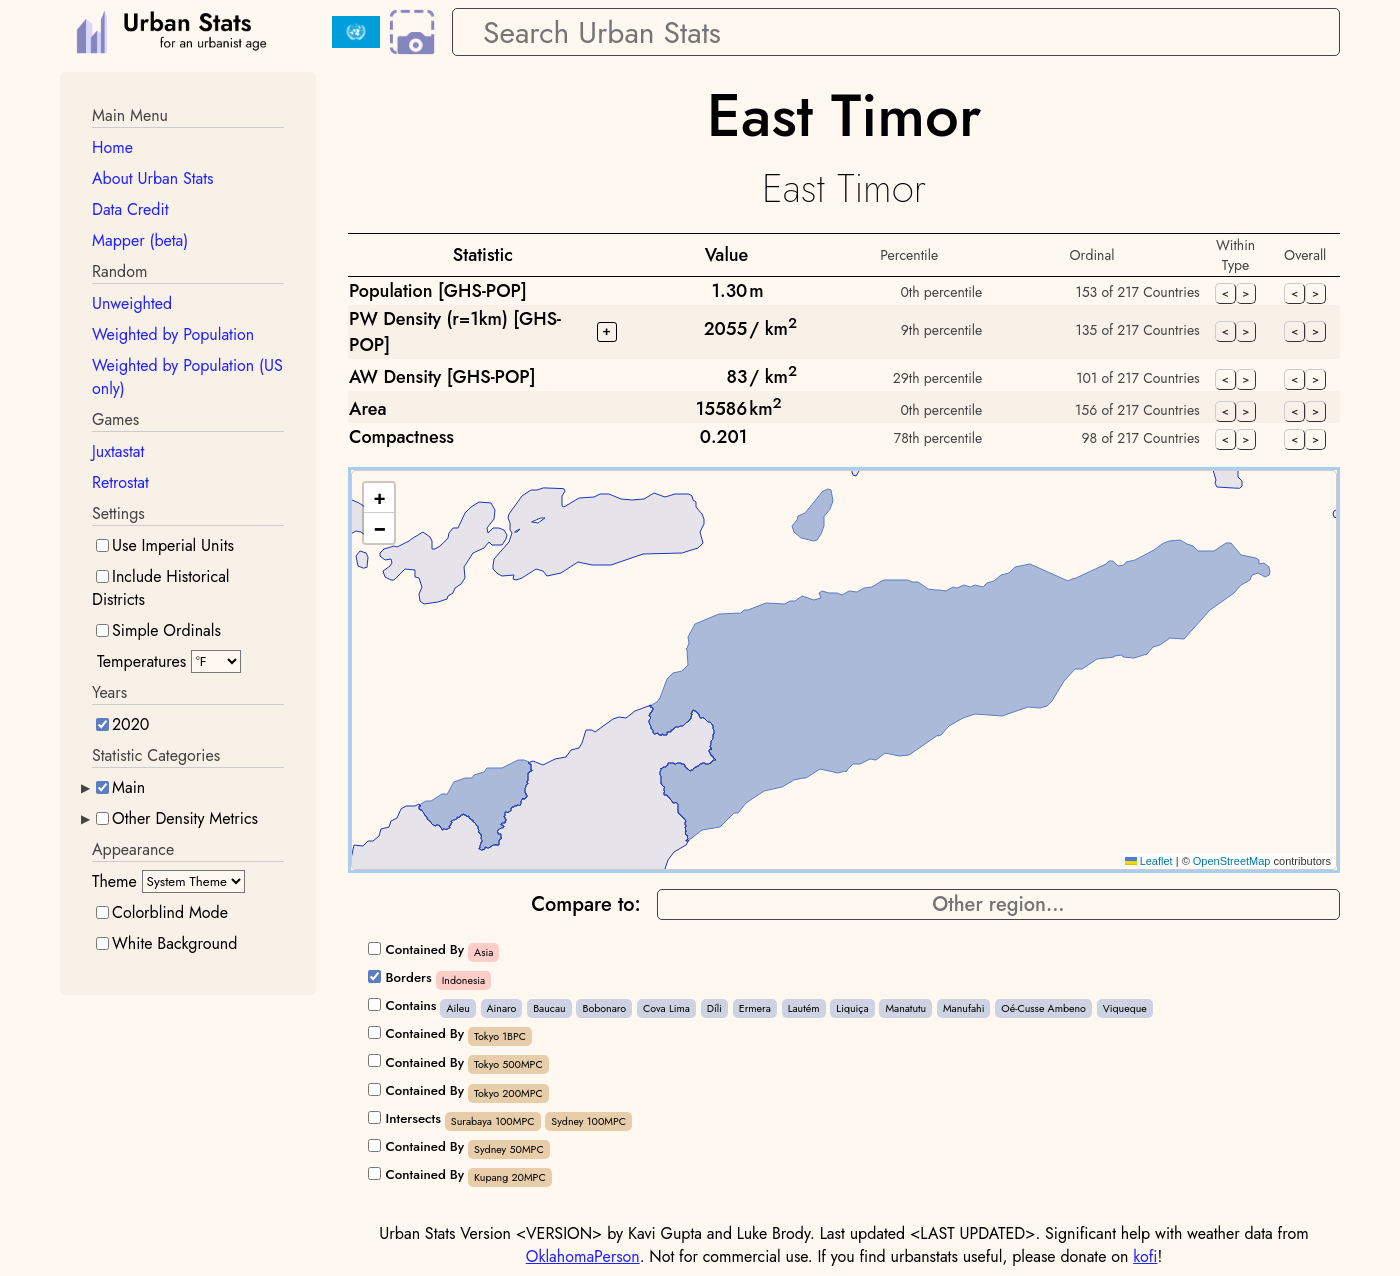 Urban Stats
for an urbanist age
Search Urban Stats
Main Menu
Home
About Urban Stats
Data Credit
Mapper (beta)
Random
Unweighted
Weighted by Population
Weighted by Population (US
only)
Games
Juxtastat
Retrostat
Settings
Use Imperial Units
Include Historical
Districts
Simple Ordinals
Temperatures °F
Years
2020
Statistic Categories
▶ Main
▶ Other Density Metrics
Appearance
Theme System Theme
Colorblind Mode
White Background
East Timor
East Timor
Statistic Value Percentile Ordinal Within Type Overall
Population [GHS-POP] 1.30 m 0th percentile 153 of 217 Countries < > < >
PW Density (r=1km) [GHS-
POP] + 2055 / km² 9th percentile 135 of 217 Countries < > < >
AW Density [GHS-POP] 83 / km² 29th percentile 101 of 217 Countries < > < >
Area 15586 km² 0th percentile 156 of 217 Countries < > < >
Compactness 0.201 78th percentile 98 of 217 Countries < > < >
+
−
Leaflet | © OpenStreetMap contributors
Compare to: Other region...
Contained By Asia
Borders Indonesia
Contains Aileu Ainaro Baucau Bobonaro Cova Lima Díli Ermera Lautém Liquiça Manatutu Manufahi Oé-Cusse Ambeno Viqueque
Contained By Tokyo 1BPC
Contained By Tokyo 500MPC
Contained By Tokyo 200MPC
Intersects Surabaya 100MPC Sydney 100MPC
Contained By Sydney 50MPC
Contained By Kupang 20MPC
Urban Stats Version <VERSION> by Kavi Gupta and Luke Brody. Last updated <LAST UPDATED>. Significant help with weather data from
OklahomaPerson. Not for commercial use. If you find urbanstats useful, please donate on kofi!